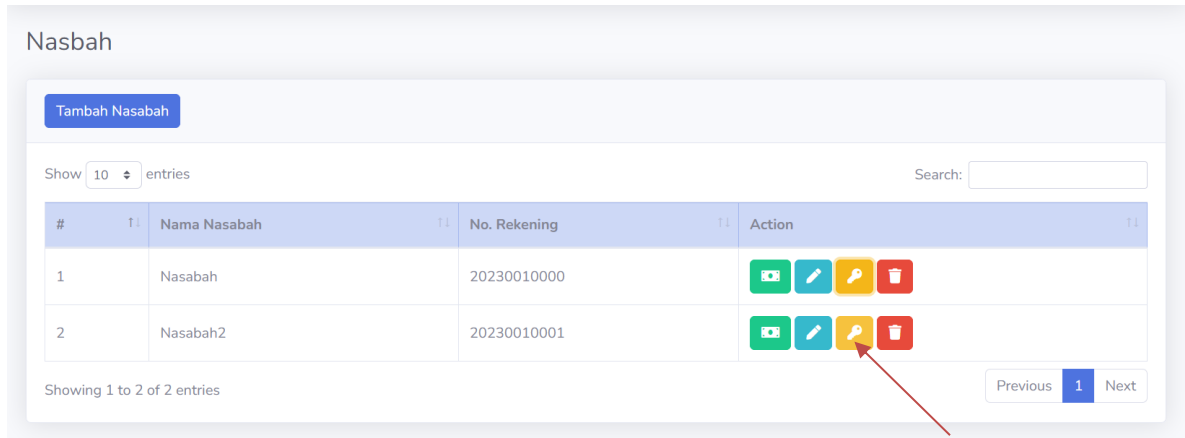 Nasbah
Tambah Nasabah
Show 10 entries Search:
# Nama Nasabah No. Rekening Action
1 Nasabah 20230010000
2 Nasabah2 20230010001
Showing 1 to 2 of 2 entries Previous 1 Next